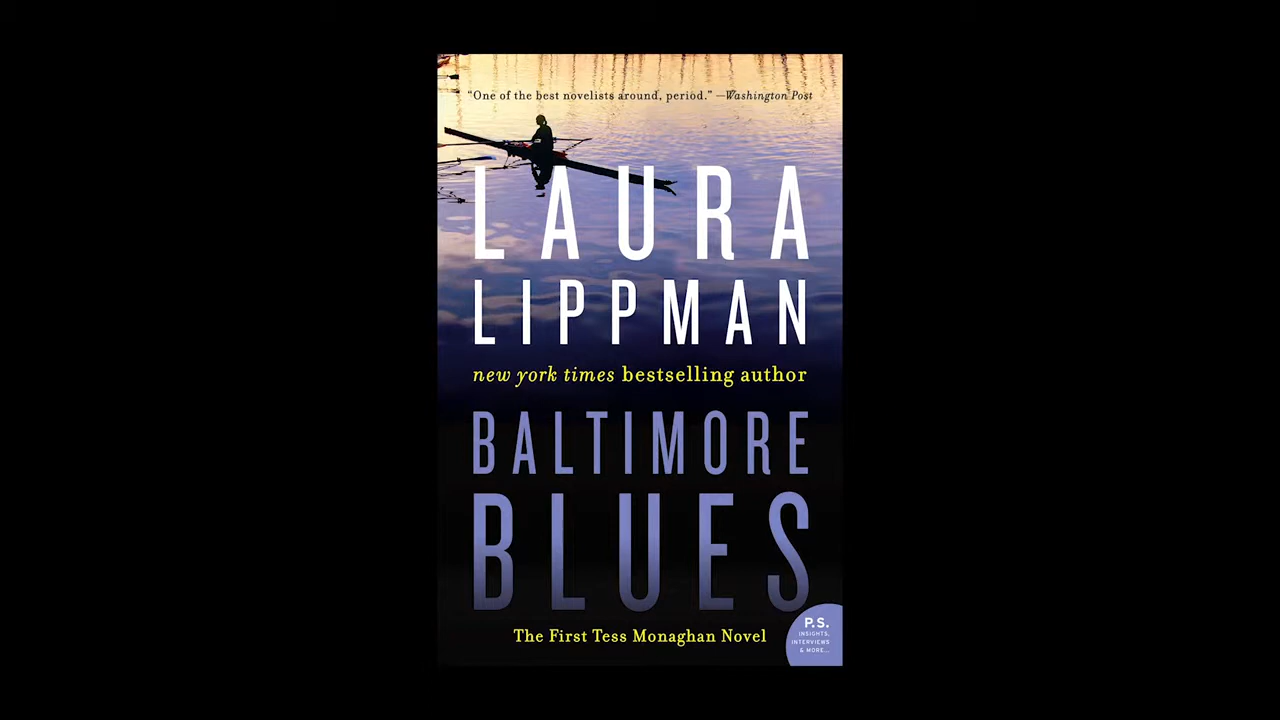 “One of the best novelists around, period.” —Washington Post
LAURA
LIPPMAN
new york times bestselling author
BALTIMORE
BLUES
The First Tess Monaghan Novel
P.S.
INSIGHTS,
INTERVIEWS
& MORE...